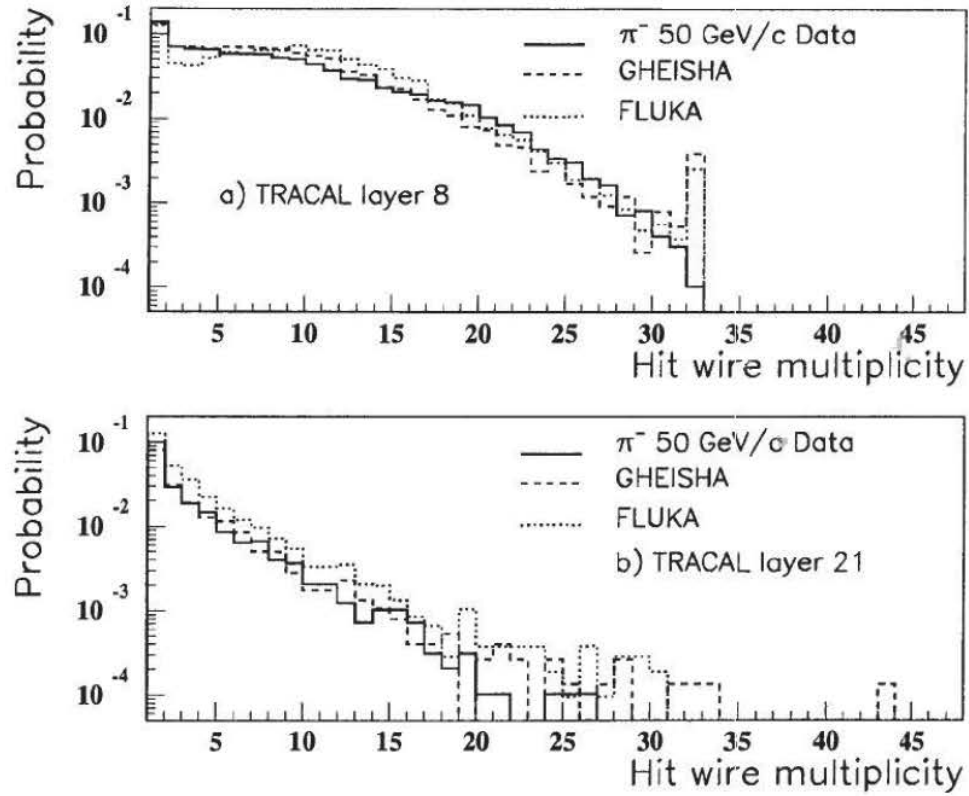 Probability
10^-1
10^-2
10^-3
10^-4
π⁻ 50 GeV/c Data
GHEISHA
FLUKA
a) TRACAL layer 8
5 10 15 20 25 30 35 40 45
Hit wire multiplicity
Probability
10^-1
10^-2
10^-3
10^-4
π⁻ 50 GeV/c Data
GHEISHA
FLUKA
b) TRACAL layer 21
5 10 15 20 25 30 35 40 45
Hit wire multiplicity